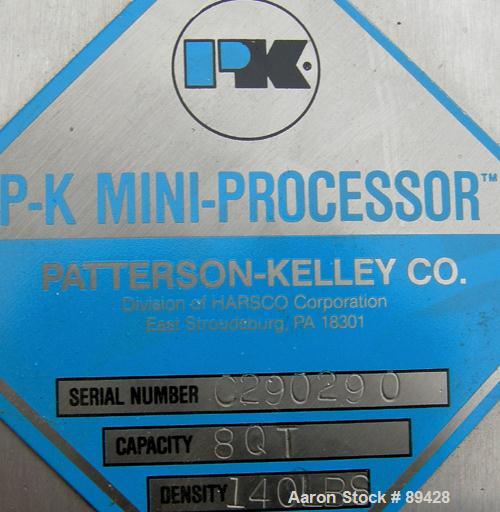 PK
P-K MINI-PROCESSOR™
PATTERSON-KELLEY CO.
Division of HARSCO Corporation
East Stroudsburg, PA 18301
SERIAL NUMBER C290290
CAPACITY 8QT
DENSITY 140LBS
Aaron Stock # 89428